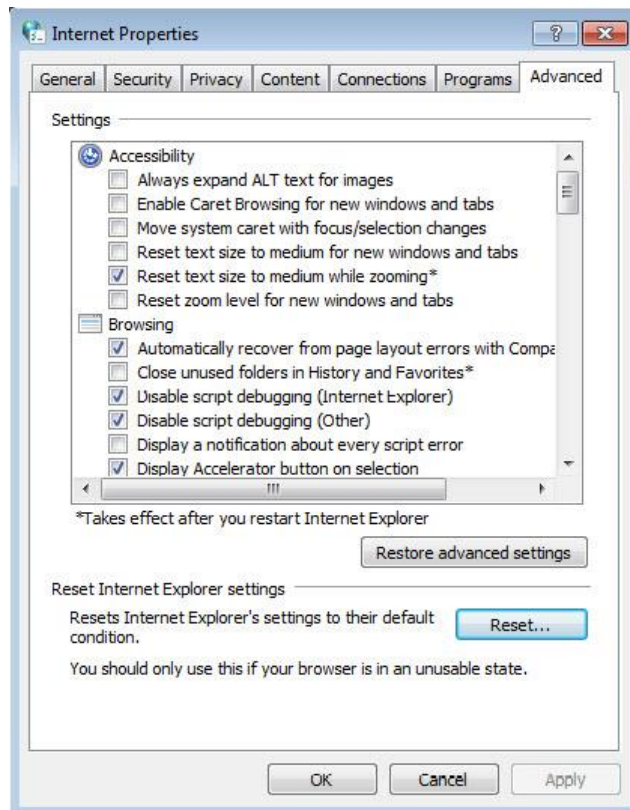 Internet Properties
General Security Privacy Content Connections Programs Advanced
Settings
Accessibility
Always expand ALT text for images
Enable Caret Browsing for new windows and tabs
Move system caret with focus/selection changes
Reset text size to medium for new windows and tabs
Reset text size to medium while zooming*
Reset zoom level for new windows and tabs
Browsing
Automatically recover from page layout errors with Compa
Close unused folders in History and Favorites*
Disable script debugging (Internet Explorer)
Disable script debugging (Other)
Display a notification about every script error
Display Accelerator button on selection
*Takes effect after you restart Internet Explorer
Restore advanced settings
Reset Internet Explorer settings
Resets Internet Explorer's settings to their default
condition.
Reset...
You should only use this if your browser is in an unusable state.
OK Cancel Apply